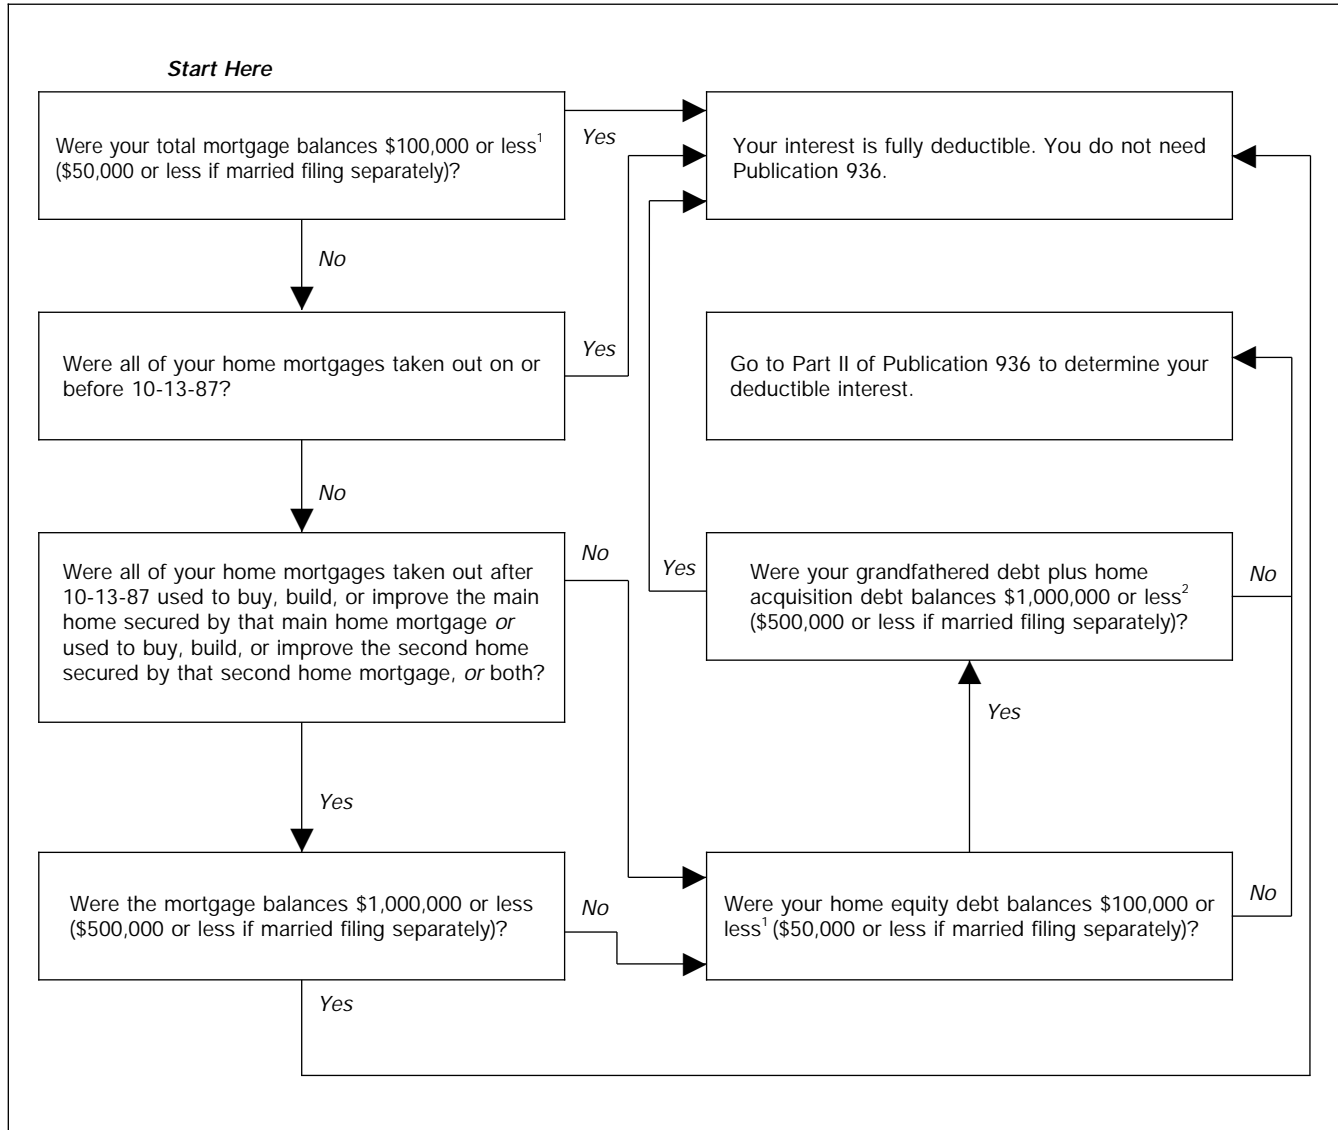 Start Here
Were your total mortgage balances $100,000 or less¹
($50,000 or less if married filing separately)?
Yes
Your interest is fully deductible. You do not need
Publication 936.
No
Were all of your home mortgages taken out on or
before 10-13-87?
Yes
Go to Part II of Publication 936 to determine your
deductible interest.
No
Were all of your home mortgages taken out after
10-13-87 used to buy, build, or improve the main
home secured by that main home mortgage or
used to buy, build, or improve the second home
secured by that second home mortgage, or both?
No
Yes
Were your grandfathered debt plus home
acquisition debt balances $1,000,000 or less²
($500,000 or less if married filing separately)?
No
Yes
Yes
Were the mortgage balances $1,000,000 or less
($500,000 or less if married filing separately)?
No
Were your home equity debt balances $100,000 or
less¹ ($50,000 or less if married filing separately)?
No
Yes